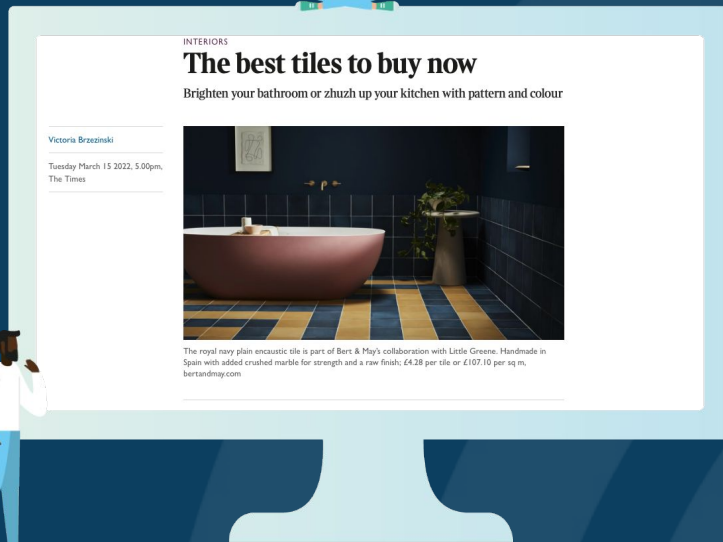 INTERIORS
The best tiles to buy now
Brighten your bathroom or zhuzh up your kitchen with pattern and colour
Victoria Brzezinski
Tuesday March 15 2022, 5.00pm,
The Times
The royal navy plain encaustic tile is part of Bert & May's collaboration with Little Greene. Handmade in
Spain with added crushed marble for strength and a raw finish; £4.28 per tile or £107.10 per sq m,
bertandmay.com